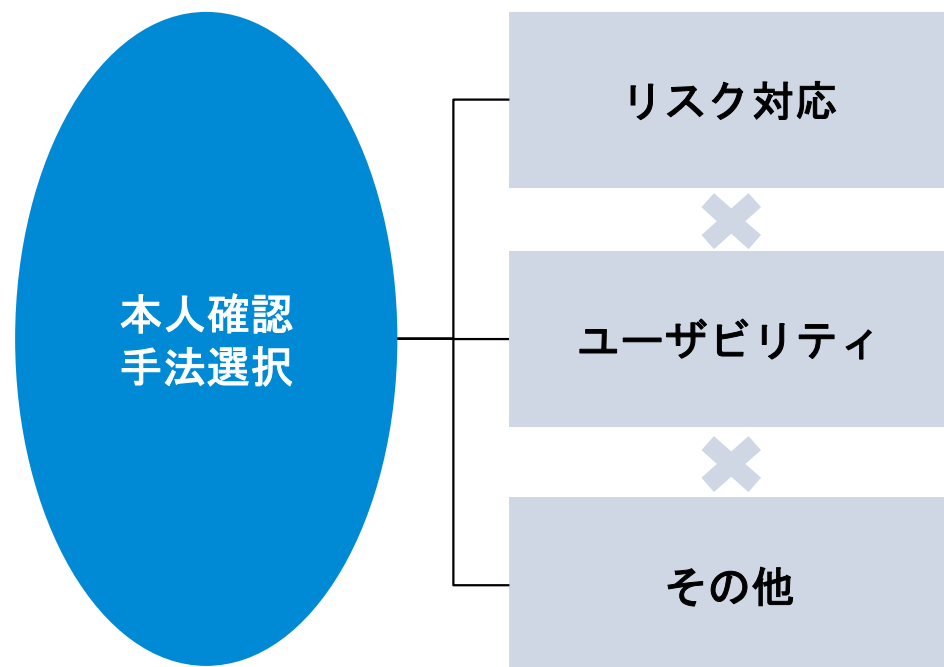 本人確認
手法選択
リスク対応
ユーザビリティ
その他